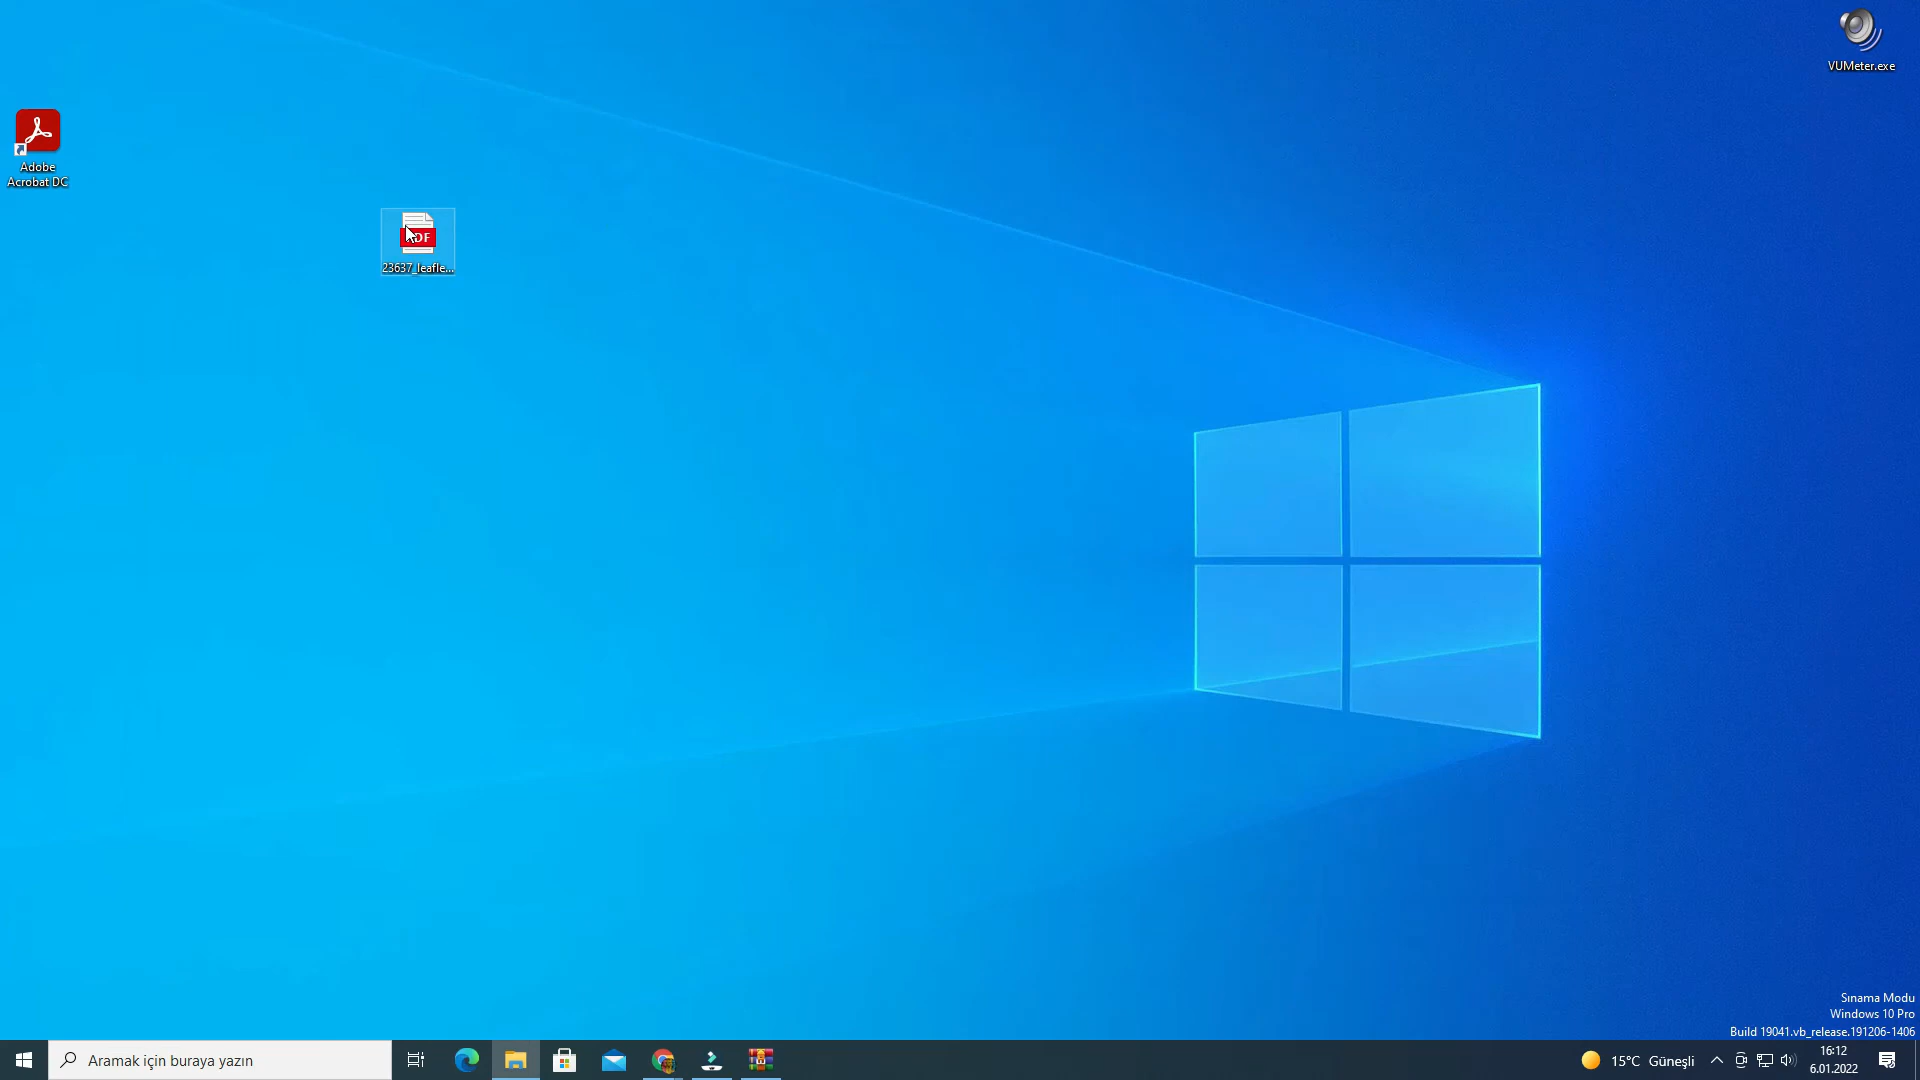 VUMeter.exe
Adobe
Acrobat DC
23637_leafle...
Sınama Modu
Windows 10 Pro
Build 19041.vb_release.191206-1406
Aramak için buraya yazın
15°C Güneşli
16:12
6.01.2022